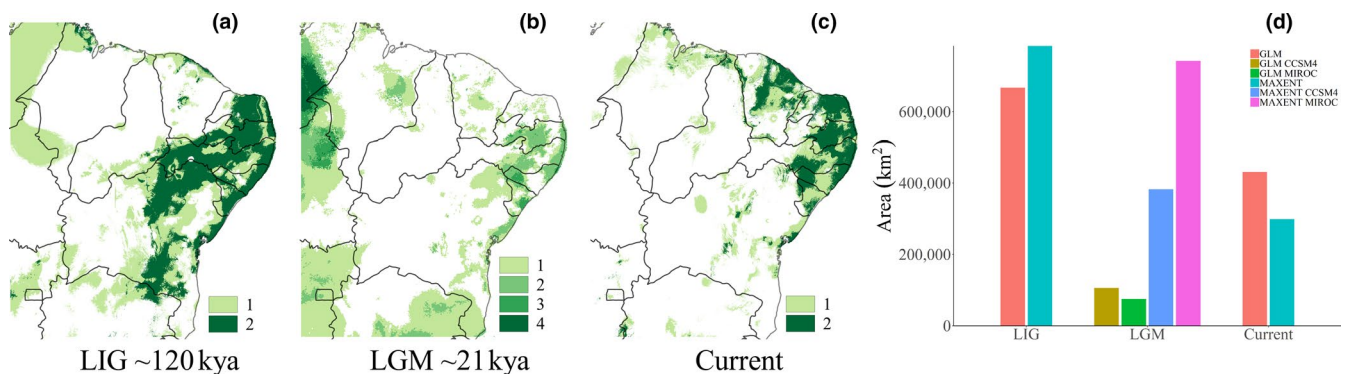 (a)
1
2
LIG ~120 kya
(b)
1
2
3
4
LGM ~21 kya
(c)
1
2
Current
(d)
GLM
GLM CCSM4
GLM MIROC
MAXENT
MAXENT CCSM4
MAXENT MIROC
Area (km²)
600,000
400,000
200,000
0
LIG
LGM
Current